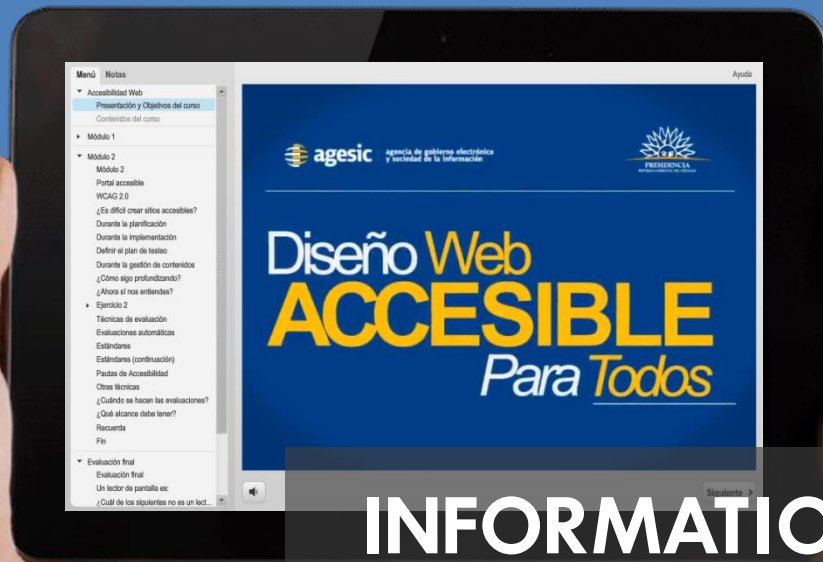 Menú Notas
Ayuda
Accesibilidad Web
Presentación y Objetivos del curso
Contenidos del curso
Módulo 1
Módulo 2
Módulo 2
Portal accesible
WCAG 2.0
¿Es difícil crear sitios accesibles?
Durante la planificación
Durante la implementación
Definir el plan de testeo
Durante la gestión de contenidos
¿Cómo sigo profundizando?
¿Ahora sí nos entiendes?
Ejercicio 2
Técnicas de evaluación
Evaluaciones automáticas
Estándares
Estándares (continuación)
Pautas de Accesibilidad
Otras técnicas
¿Cuándo se hacen las evaluaciones?
¿Qué alcance debe tener?
Recuerda
Fin
Evaluación final
Evaluación final
Un lector de pantalla es:
¿Cuál de los siguientes no es un lect...
agesic agencia de gobierno electrónico
y sociedad de la información
PRESIDENCIA
REPÚBLICA ORIENTAL DEL URUGUAY
Diseño Web
ACCESIBLE
Para Todos
Siguiente >
INFORMATIO